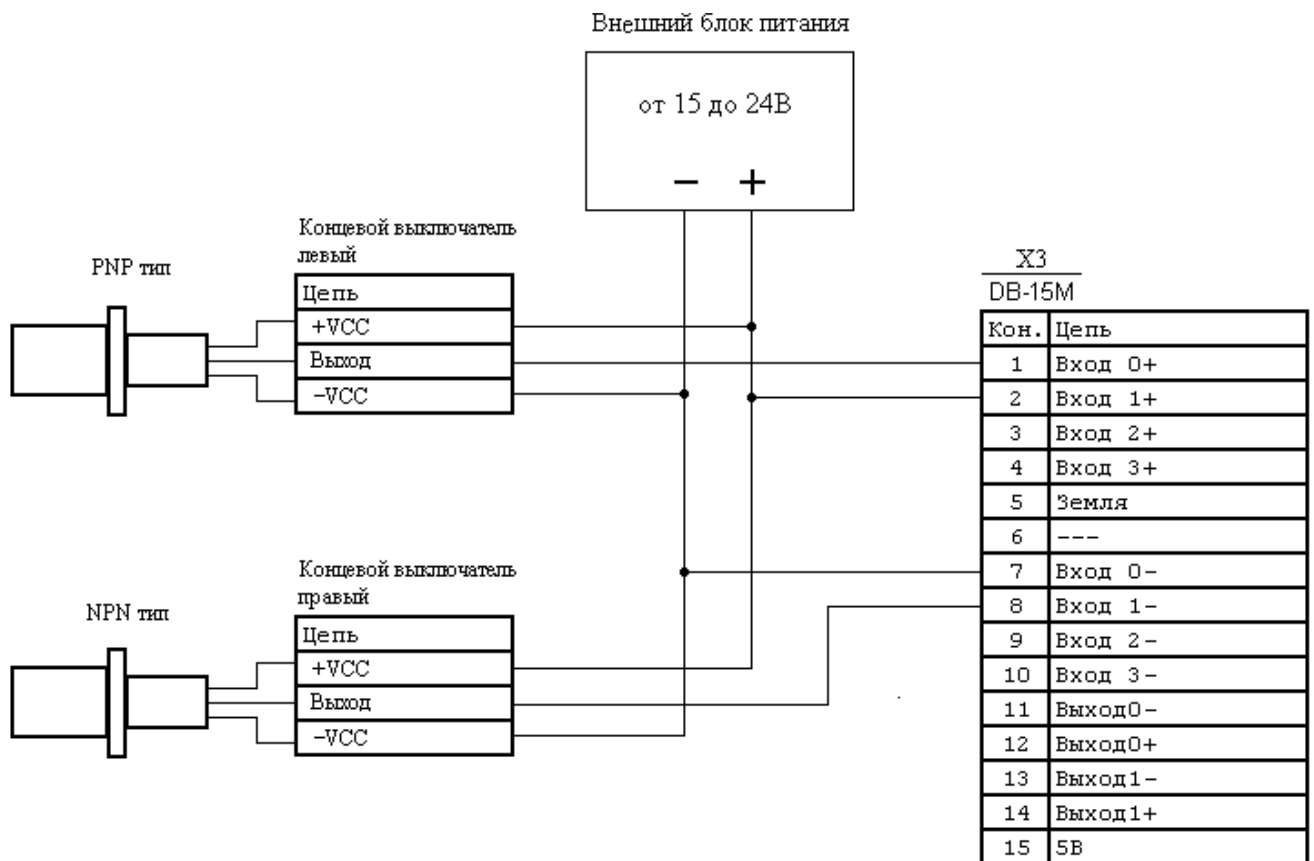 Внешний блок питания
от 15 до 24В
− +
Концевой выключатель
левый
PNP тип
Цепь
+VCC
Выход
-VCC
Концевой выключатель
правый
NPN тип
Цепь
+VCC
Выход
-VCC
X3
DB-15M
Кон. Цепь
1 Вход 0+
2 Вход 1+
3 Вход 2+
4 Вход 3+
5 Земля
6 ---
7 Вход 0-
8 Вход 1-
9 Вход 2-
10 Вход 3-
11 Выход0-
12 Выход0+
13 Выход1-
14 Выход1+
15 5В